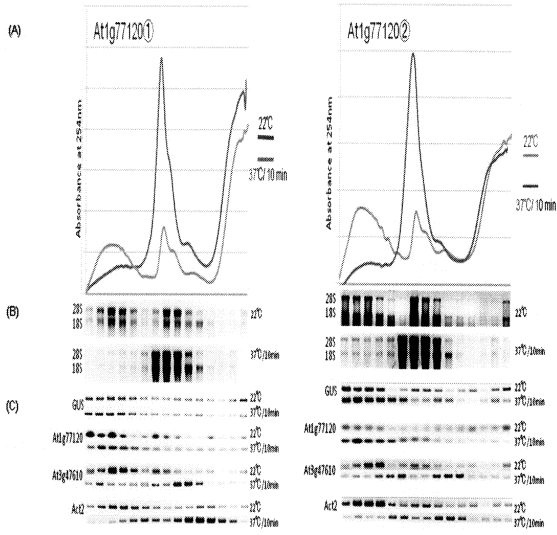 (A)
At1g77120①
At1g77120②
Absorbance at 254nm
22℃
37℃/10 min
Absorbance at 254nm
22℃
37℃/10 min
(B)
28S
18S
22℃
28S
18S
37℃/10min
28S
18S
22℃
28S
18S
37℃/10min
(C)
GUS
22℃
37℃/10min
At1g77120
22℃
37℃/10min
At3g47610
22℃
37℃/10min
Act2
22℃
37℃/10min
GUS
22℃
37℃/10min
At1g77120
22℃
37℃/10min
At3g47610
22℃
37℃/10min
Act2
22℃
37℃/10min